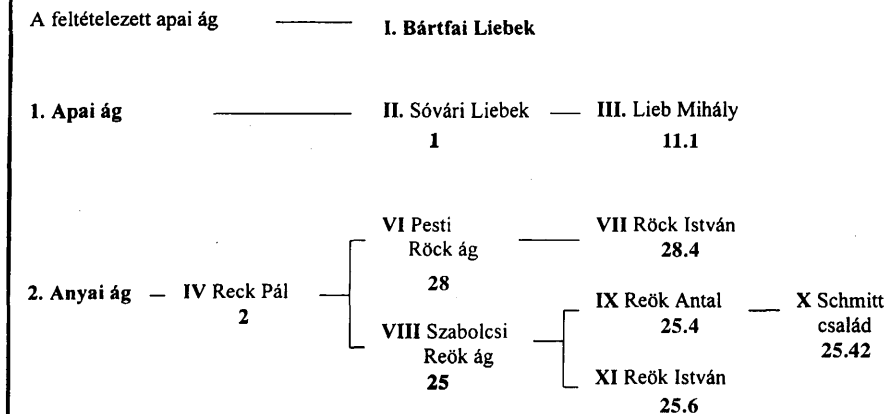 A feltételezett apai ág — I. Bártfai Liebek
1. Apai ág — II. Sóvári Liebek — III. Lieb Mihály
1 11.1
VI Pesti VII Röck István
Röck ág — 28.4
28
2. Anyai ág — IV Reck Pál IX Reök Antal X Schmitt
2 25.4 — család
VIII Szabolcsi 25.42
Reök ág
25 XI Reök István
25.6